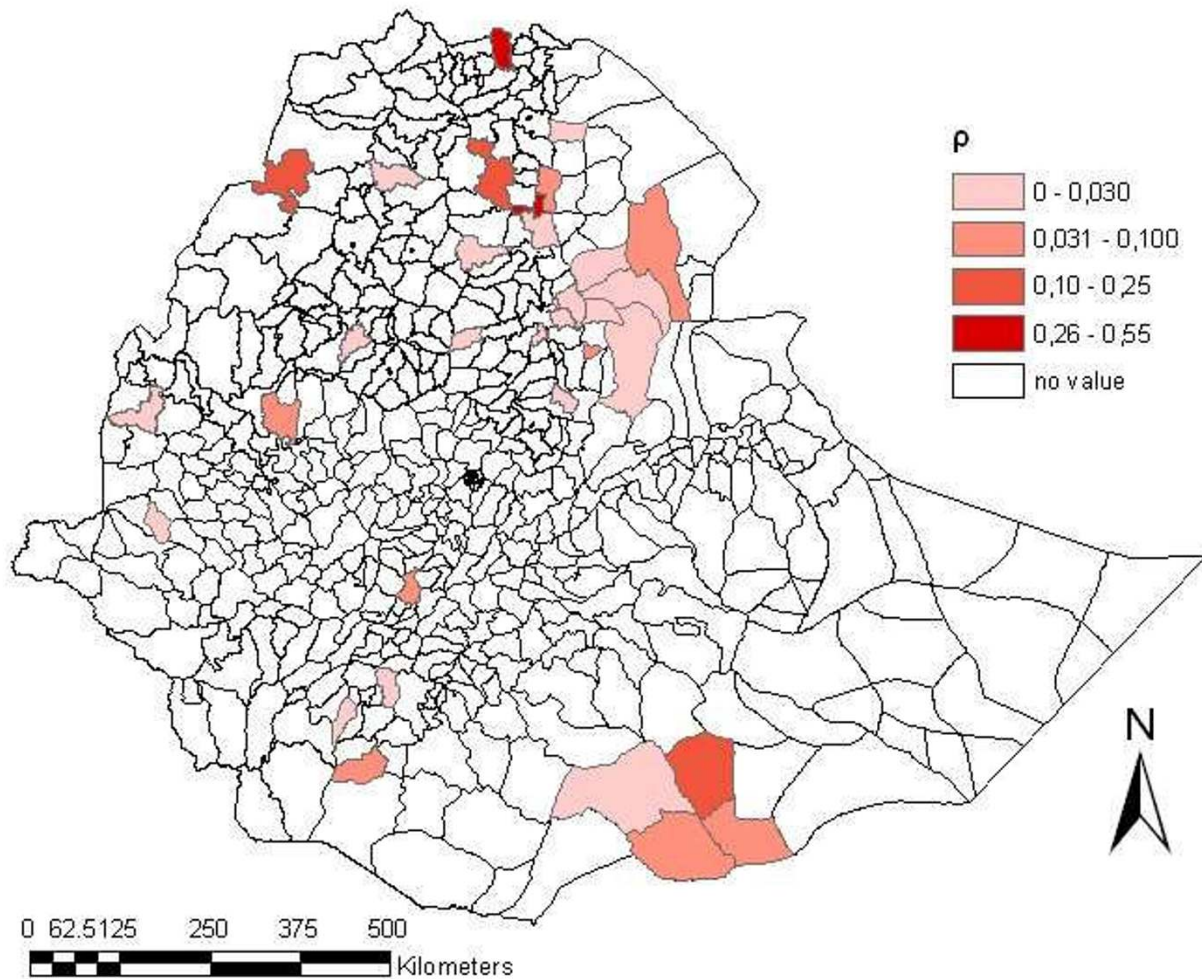 ρ
0 - 0,030
0,031 - 0,100
0,10 - 0,25
0,26 - 0,55
no value
N
0 62.5125 250 375 500
Kilometers